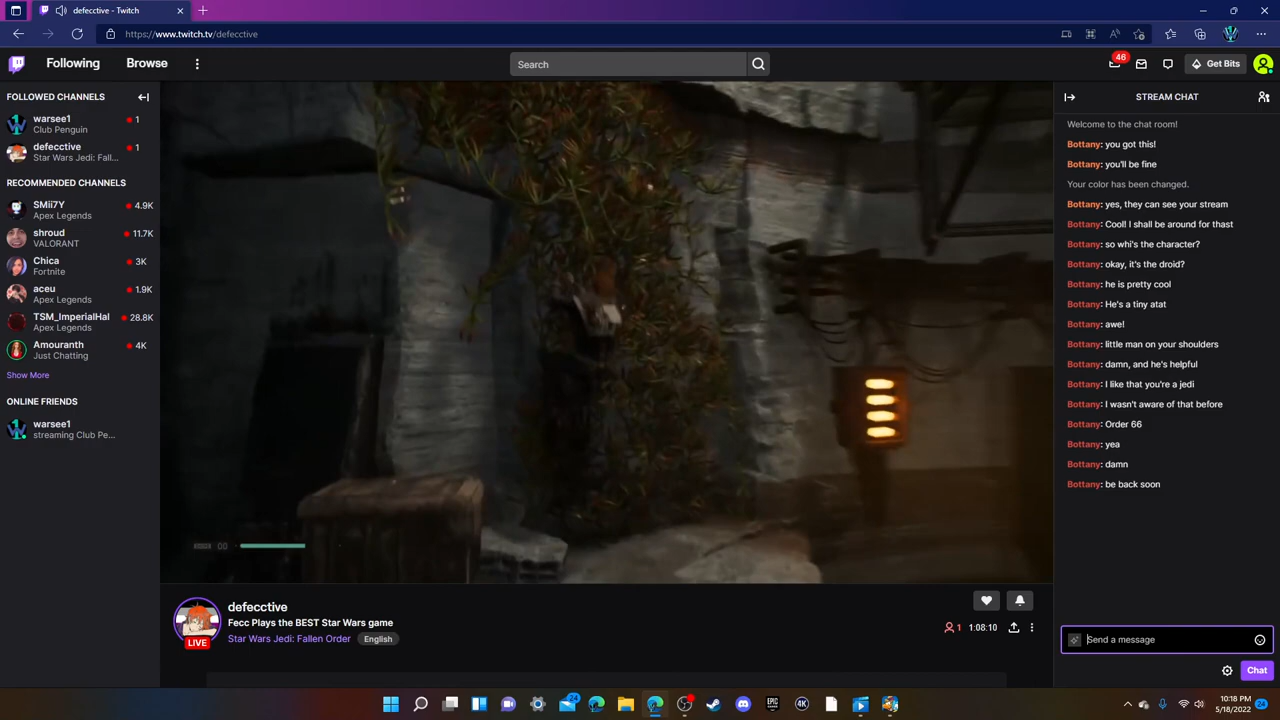 defecctive - Twitch
https://www.twitch.tv/defecctive
Following
Browse
Search
46
Get Bits
FOLLOWED CHANNELS
warsee1
1
Club Penguin
defecctive
1
Star Wars Jedi: Fall...
RECOMMENDED CHANNELS
SMii7Y
4.9K
Apex Legends
shroud
11.7K
VALORANT
Chica
3K
Fortnite
aceu
1.9K
Apex Legends
TSM_ImperialHal
28.8K
Apex Legends
Amouranth
4K
Just Chatting
Show More
ONLINE FRIENDS
warsee1
streaming Club Pe...
defecctive
Fecc Plays the BEST Star Wars game
Star Wars Jedi: Fallen Order English
LIVE
1 1:08:10
STREAM CHAT
Welcome to the chat room!
Bottany: you got this!
Bottany: you'll be fine
Your color has been changed.
Bottany: yes, they can see your stream
Bottany: Cool! I shall be around for thast
Bottany: so whi's the character?
Bottany: okay, it's the droid?
Bottany: he is pretty cool
Bottany: He's a tiny atat
Bottany: awe!
Bottany: little man on your shoulders
Bottany: damn, and he's helpful
Bottany: I like that you're a jedi
Bottany: I wasn't aware of that before
Bottany: Order 66
Bottany: yea
Bottany: damn
Bottany: be back soon
Send a message
Chat
24
EPIC GAMES
4K
10:18 PM
5/18/2022
24